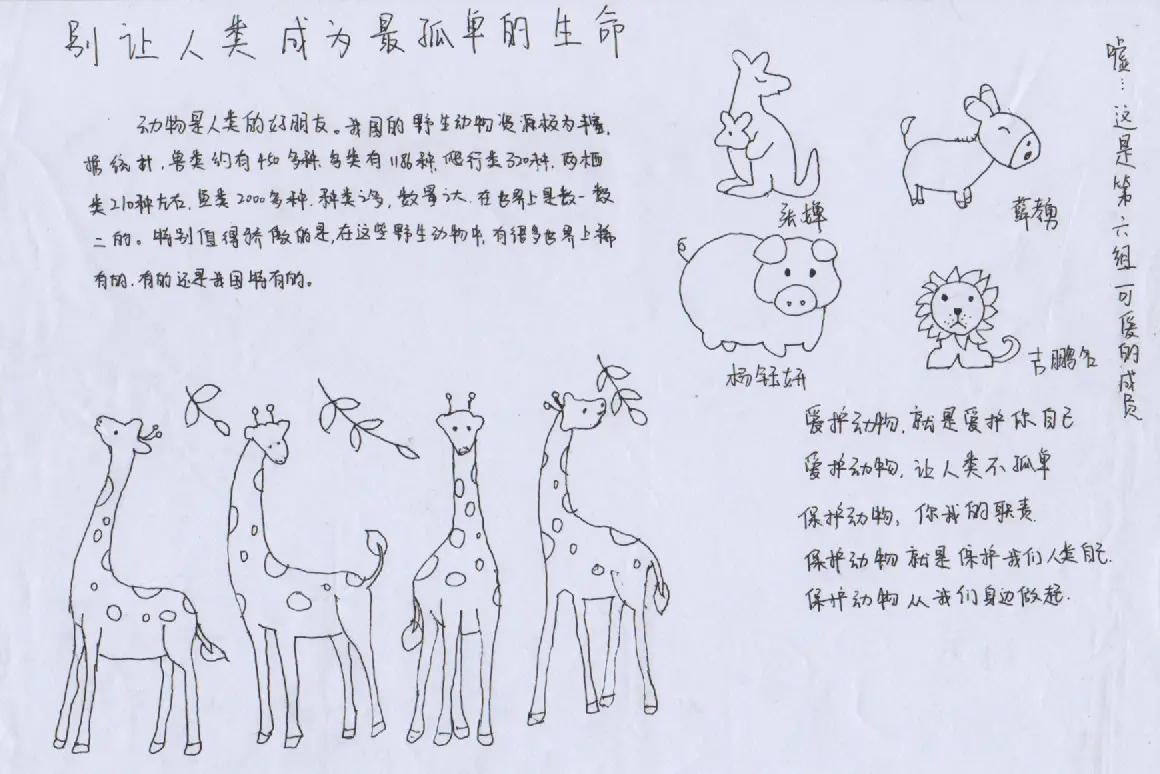 别让人类成为最孤单的生命
动物是人类的好朋友。我国的野生动物资源极为丰富,
据统计,兽类约有450多种,鸟类有1186种,爬行类320种,两栖
类210种左右,鱼类2000多种,种类之多,数量之大,在世界上是数一数
二的。特别值得骄傲的是,在这些野生动物中,有很多世界上稀
有的,有的还是我国特有的。
张婵
薛勇
杨钰妍
古鹏名
嘘…这是第六组可爱的成员
爱护动物,就是爱护你自己
爱护动物,让人类不孤单
保护动物,你我的职责.
保护动物 就是保护我们人类自己.
保护动物 从我们身边做起.